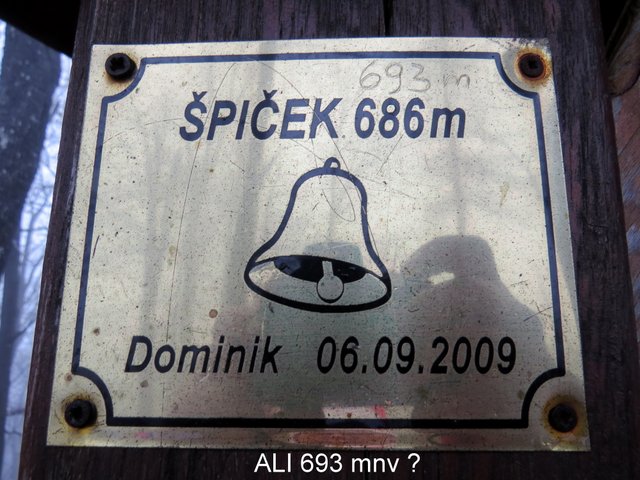 693 m
ŠPIČEK 686m
Dominik 06.09.2009
ALI 693 mnv ?